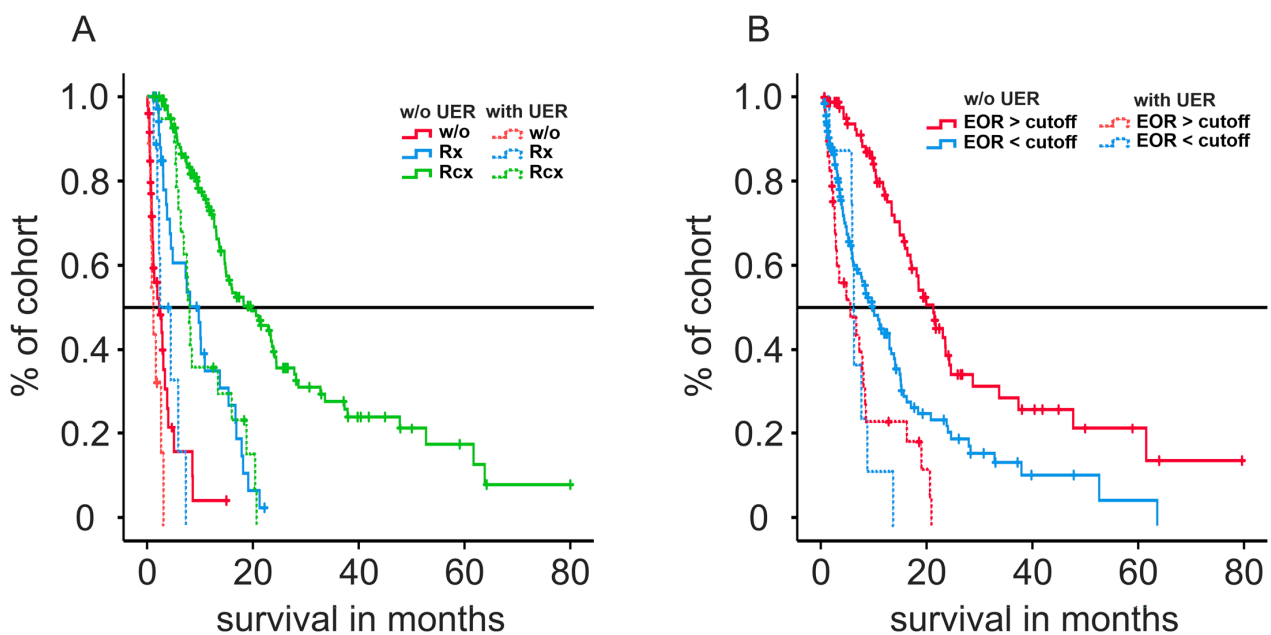 A
% of cohort
1.0
0.8
0.6
0.4
0.2
0
w/o UER with UER
w/o w/o
Rx Rx
Rcx Rcx
0 20 40 60 80
survival in months
B
% of cohort
1.0
0.8
0.6
0.4
0.2
0
w/o UER with UER
EOR > cutoff EOR > cutoff
EOR < cutoff EOR < cutoff
0 20 40 60 80
survival in months